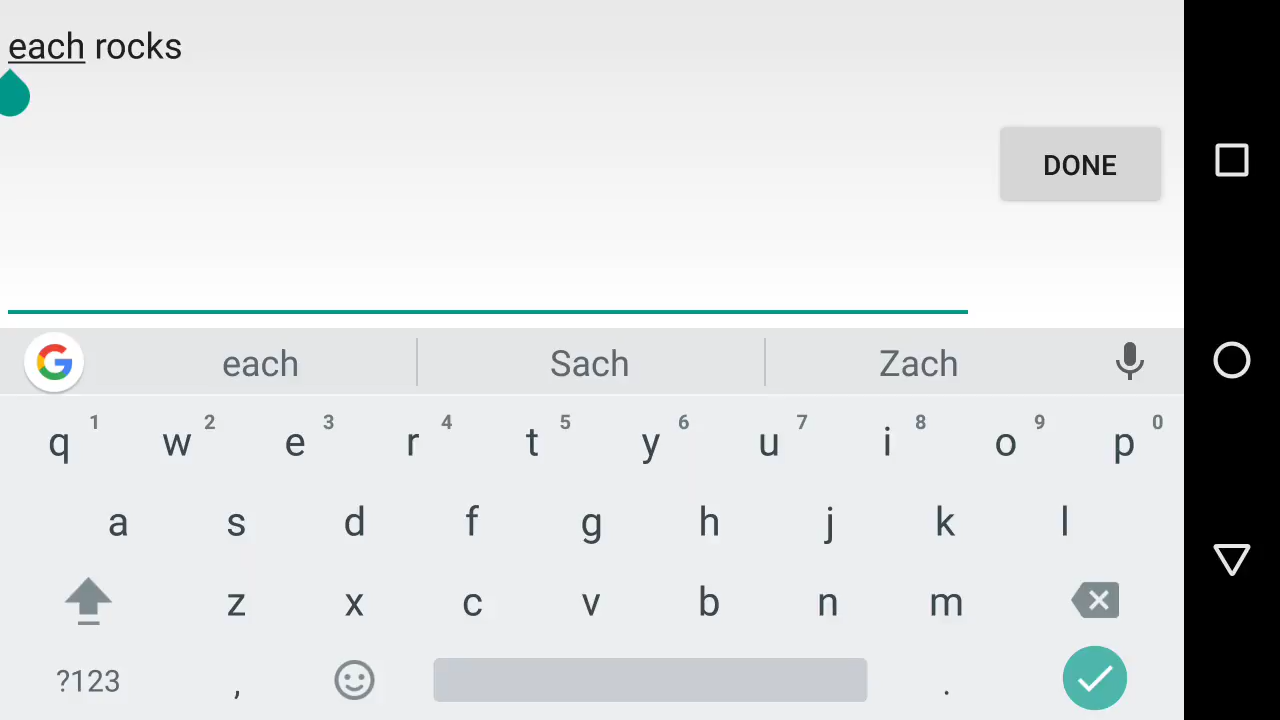 each rocks
DONE
each Sach Zach
q 1 w 2 e 3 r 4 t 5 y 6 u 7 i 8 o 9 p 0
a s d f g h j k l
z x c v b n m
?123 , .